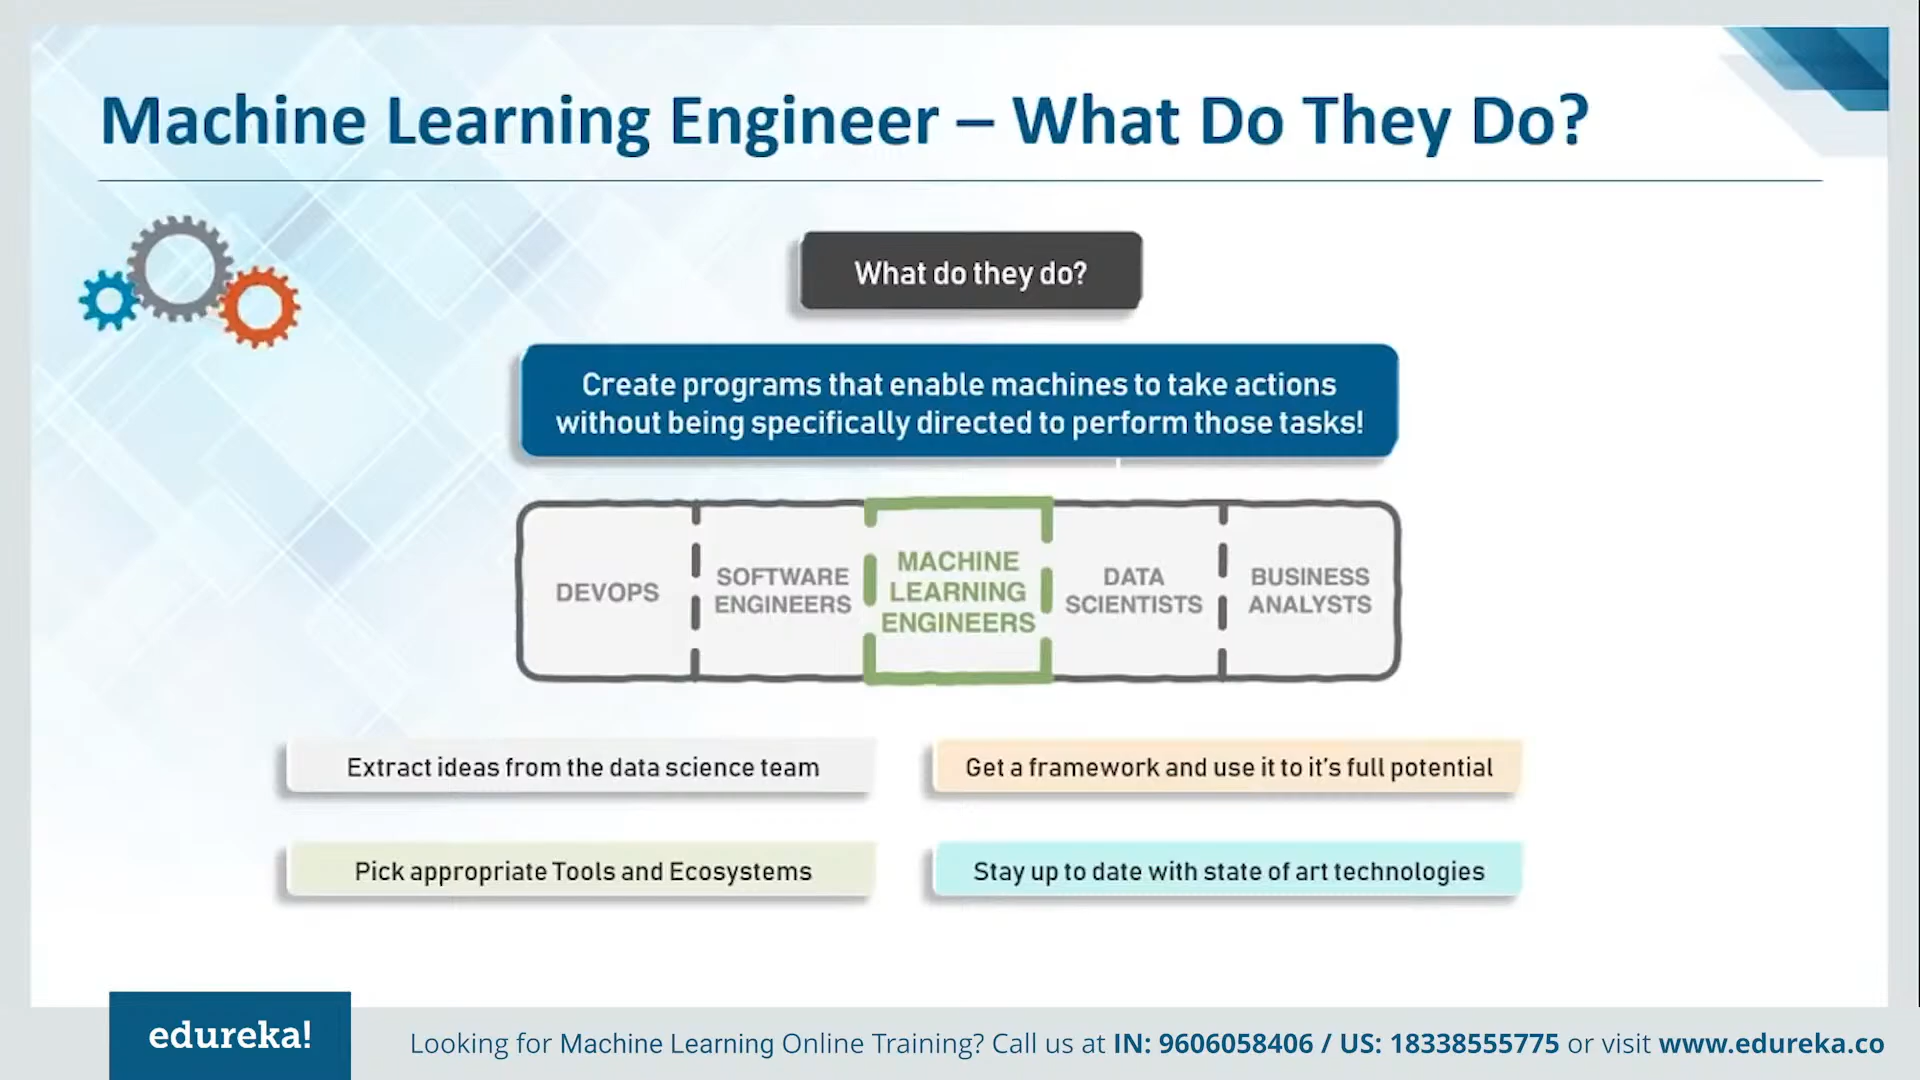 Machine Learning Engineer – What Do They Do?
What do they do?
Create programs that enable machines to take actions
without being specifically directed to perform those tasks!
DEVOPS
SOFTWARE
ENGINEERS
MACHINE
LEARNING
ENGINEERS
DATA
SCIENTISTS
BUSINESS
ANALYSTS
Extract ideas from the data science team
Get a framework and use it to it's full potential
Pick appropriate Tools and Ecosystems
Stay up to date with state of art technologies
edureka!
Looking for Machine Learning Online Training? Call us at IN: 9606058406 / US: 18338555775 or visit www.edureka.co